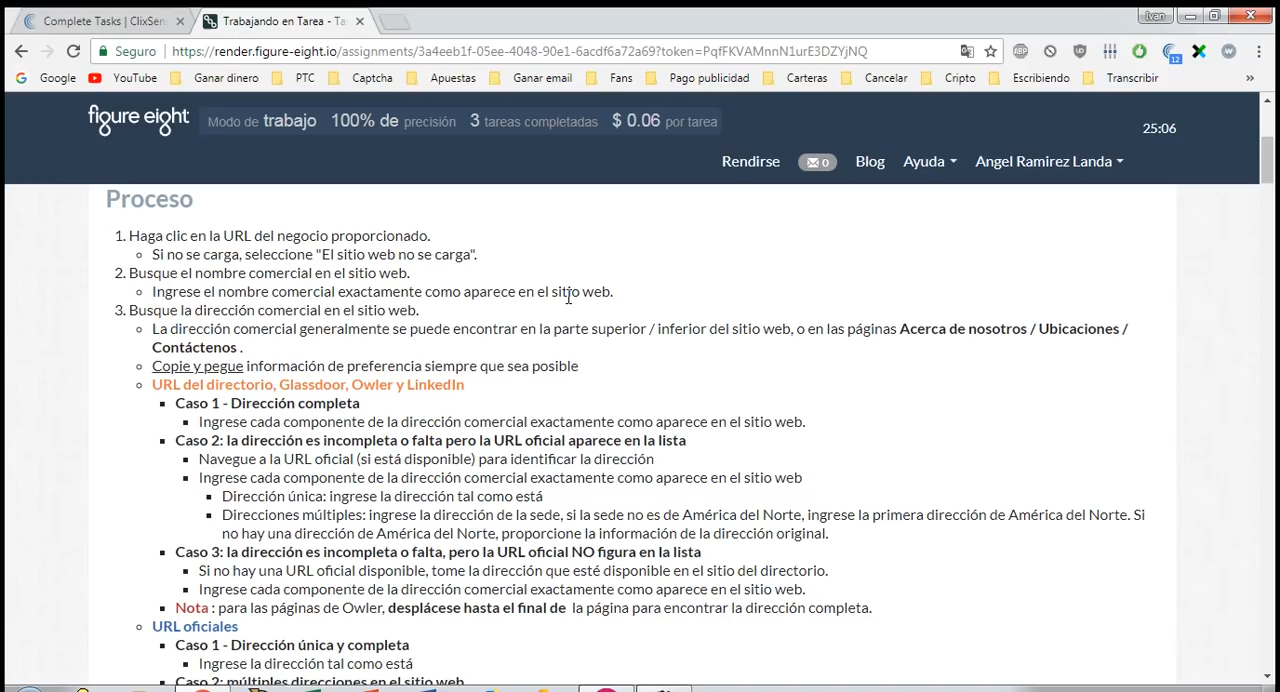 Complete Tasks | ClixSen
Trabajando en Tarea - Ta
Ivan
Seguro
https://render.figure-eight.io/assignments/3a4eeb1f-05ee-4048-90e1-6acdf6a72a69?token=PqfFKVAMnnN1urE3DZYjNQ
ABP
12
Google YouTube Ganar dinero PTC Captcha Apuestas Ganar email Fans Pago publicidad Carteras Cancelar Cripto Escribiendo Transcribir »
figure eight
Modo de trabajo 100% de precisión 3 tareas completadas $ 0.06 por tarea
25:06
Rendirse 0 Blog Ayuda Angel Ramirez Landa
Proceso
1. Haga clic en la URL del negocio proporcionado.
Si no se carga, seleccione "El sitio web no se carga".
2. Busque el nombre comercial en el sitio web.
Ingrese el nombre comercial exactamente como aparece en el sitio web.
3. Busque la dirección comercial en el sitio web.
La dirección comercial generalmente se puede encontrar en la parte superior / inferior del sitio web, o en las páginas Acerca de nosotros / Ubicaciones /
Contáctenos .
Copie y pegue información de preferencia siempre que sea posible
URL del directorio, Glassdoor, Owler y LinkedIn
Caso 1 - Dirección completa
Ingrese cada componente de la dirección comercial exactamente como aparece en el sitio web.
Caso 2: la dirección es incompleta o falta pero la URL oficial aparece en la lista
Navegue a la URL oficial (si está disponible) para identificar la dirección
Ingrese cada componente de la dirección comercial exactamente como aparece en el sitio web
Dirección única: ingrese la dirección tal como está
Direcciones múltiples: ingrese la dirección de la sede, si la sede no es de América del Norte, ingrese la primera dirección de América del Norte. Si
no hay una dirección de América del Norte, proporcione la información de la dirección original.
Caso 3: la dirección es incompleta o falta, pero la URL oficial NO figura en la lista
Si no hay una URL oficial disponible, tome la dirección que esté disponible en el sitio del directorio.
Ingrese cada componente de la dirección comercial exactamente como aparece en el sitio web.
Nota : para las páginas de Owler, desplácese hasta el final de la página para encontrar la dirección completa.
URL oficiales
Caso 1 - Dirección única y completa
Ingrese la dirección tal como está
Caso 2: múltiples direcciones en el sitio web